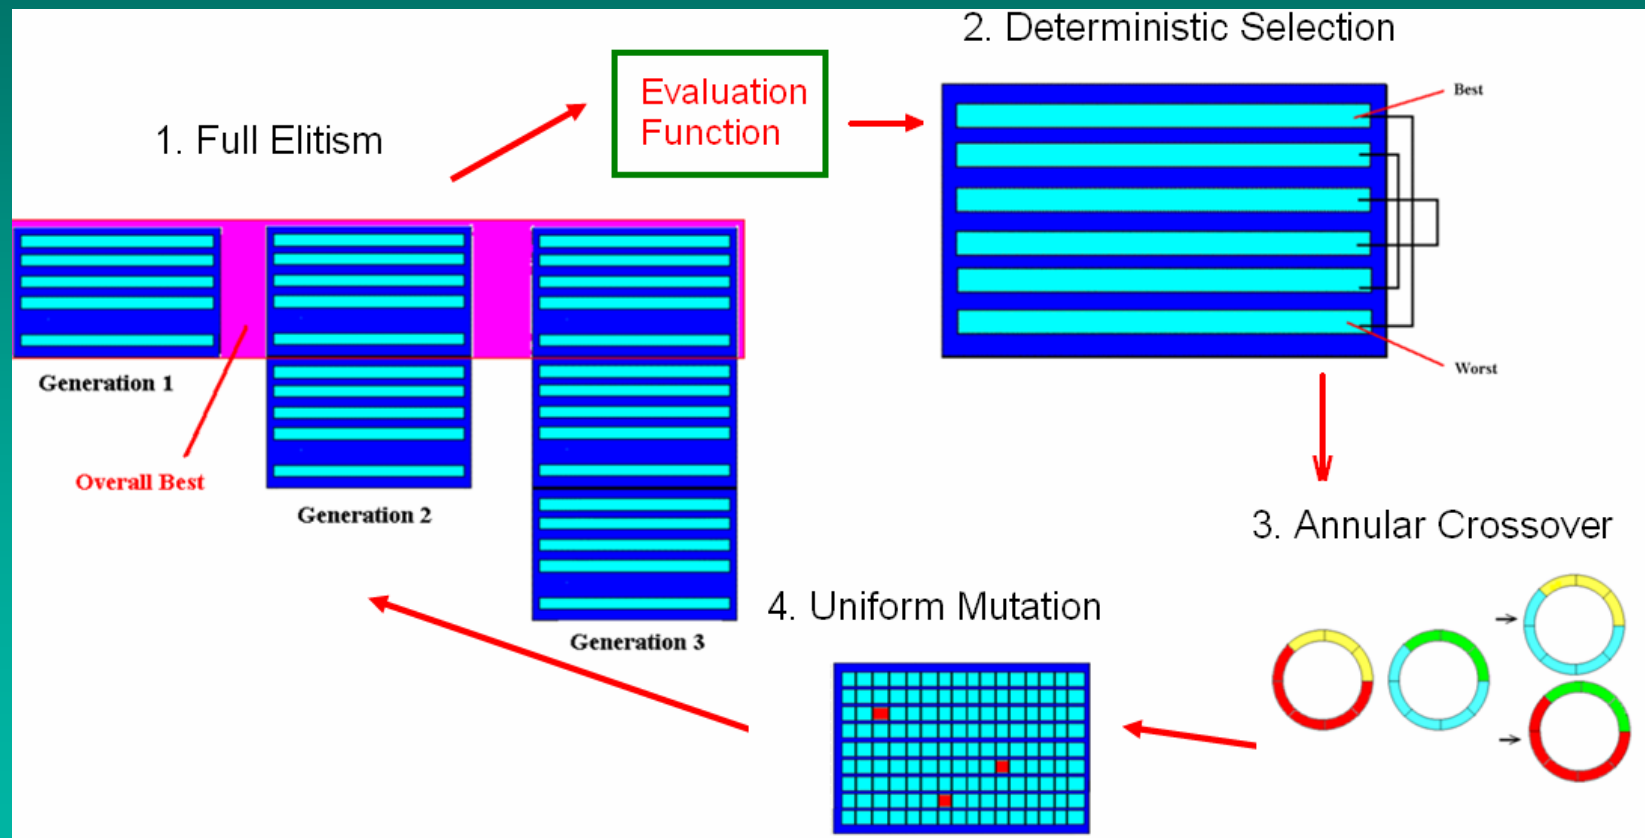 1. Full Elitism
Evaluation
Function
2. Deterministic Selection
Best
Worst
Generation 1
Overall Best
Generation 2
Generation 3
3. Annular Crossover
4. Uniform Mutation